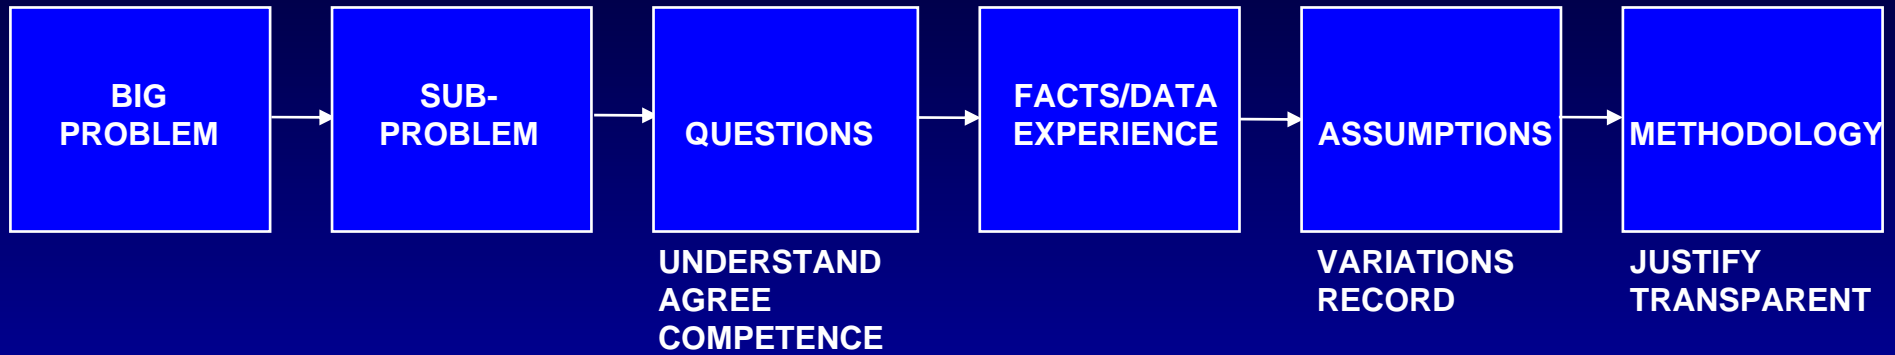 BIG
PROBLEM
SUB-
PROBLEM
QUESTIONS
FACTS/DATA
EXPERIENCE
ASSUMPTIONS
METHODOLOGY
UNDERSTAND
AGREE
COMPETENCE
VARIATIONS
RECORD
JUSTIFY
TRANSPARENT